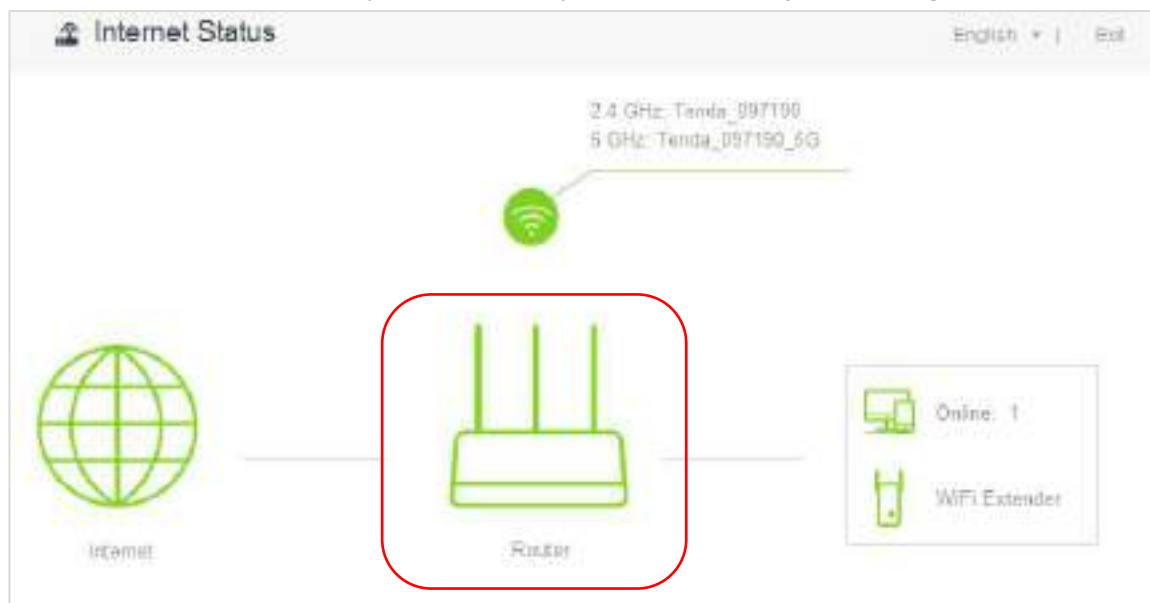 Internet Status
English
Exit
2.4 GHz: Tenda_097190
5 GHz: Tenda_097190_5G
Online: 1
WiFi Extender
Internet
Router